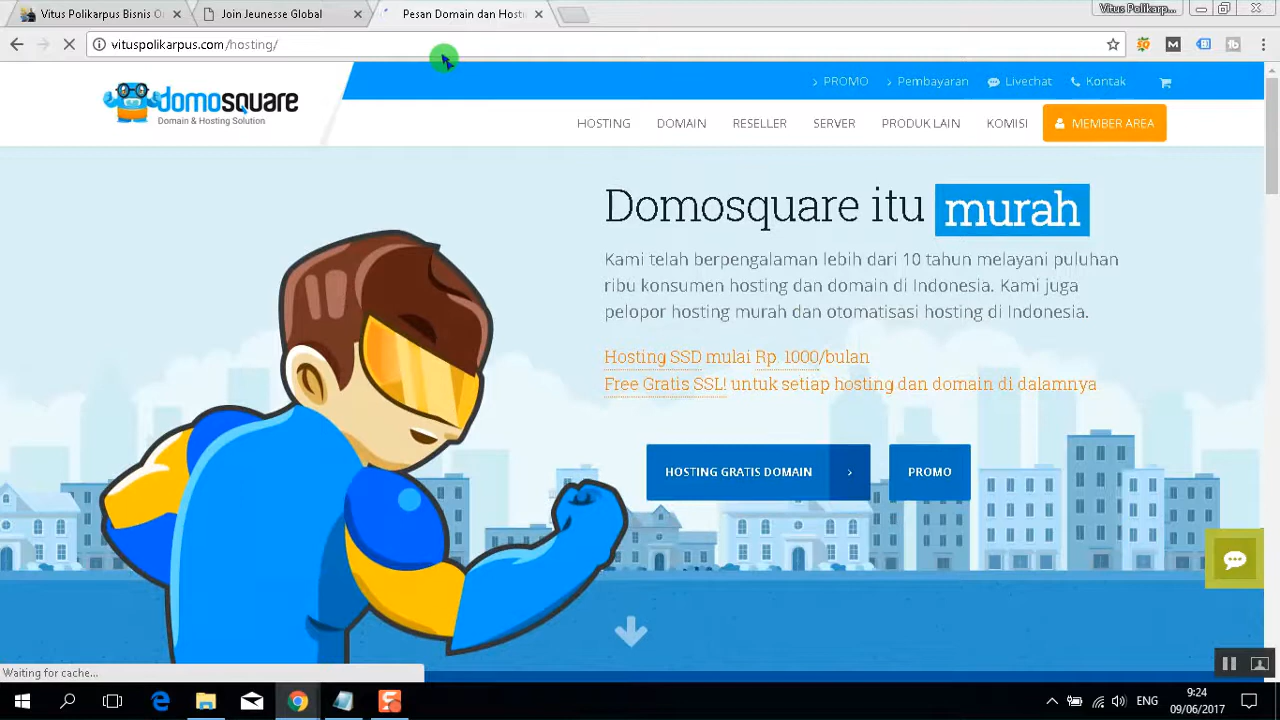 Vitus Polikarpus Bisnis O
Join Jeunesse Global
Pesan Domain dan Hosti
Vitus Polikarp...
vituspolikarpus.com/hosting/
PROMO
Pembayaran
Livechat
Kontak
domosquare
Domain & Hosting Solution
HOSTING
DOMAIN
RESELLER
SERVER
PRODUK LAIN
KOMISI
MEMBER AREA
Domosquare itu murah
Kami telah berpengalaman lebih dari 10 tahun melayani puluhan
ribu konsumen hosting dan domain di Indonesia. Kami juga
pelopor hosting murah dan otomatisasi hosting di Indonesia.
Hosting SSD mulai Rp. 1000/bulan
Free Gratis SSL! untuk setiap hosting dan domain di dalamnya
HOSTING GRATIS DOMAIN
PROMO
Waiting for cache...
ENG
9:24
09/06/2017